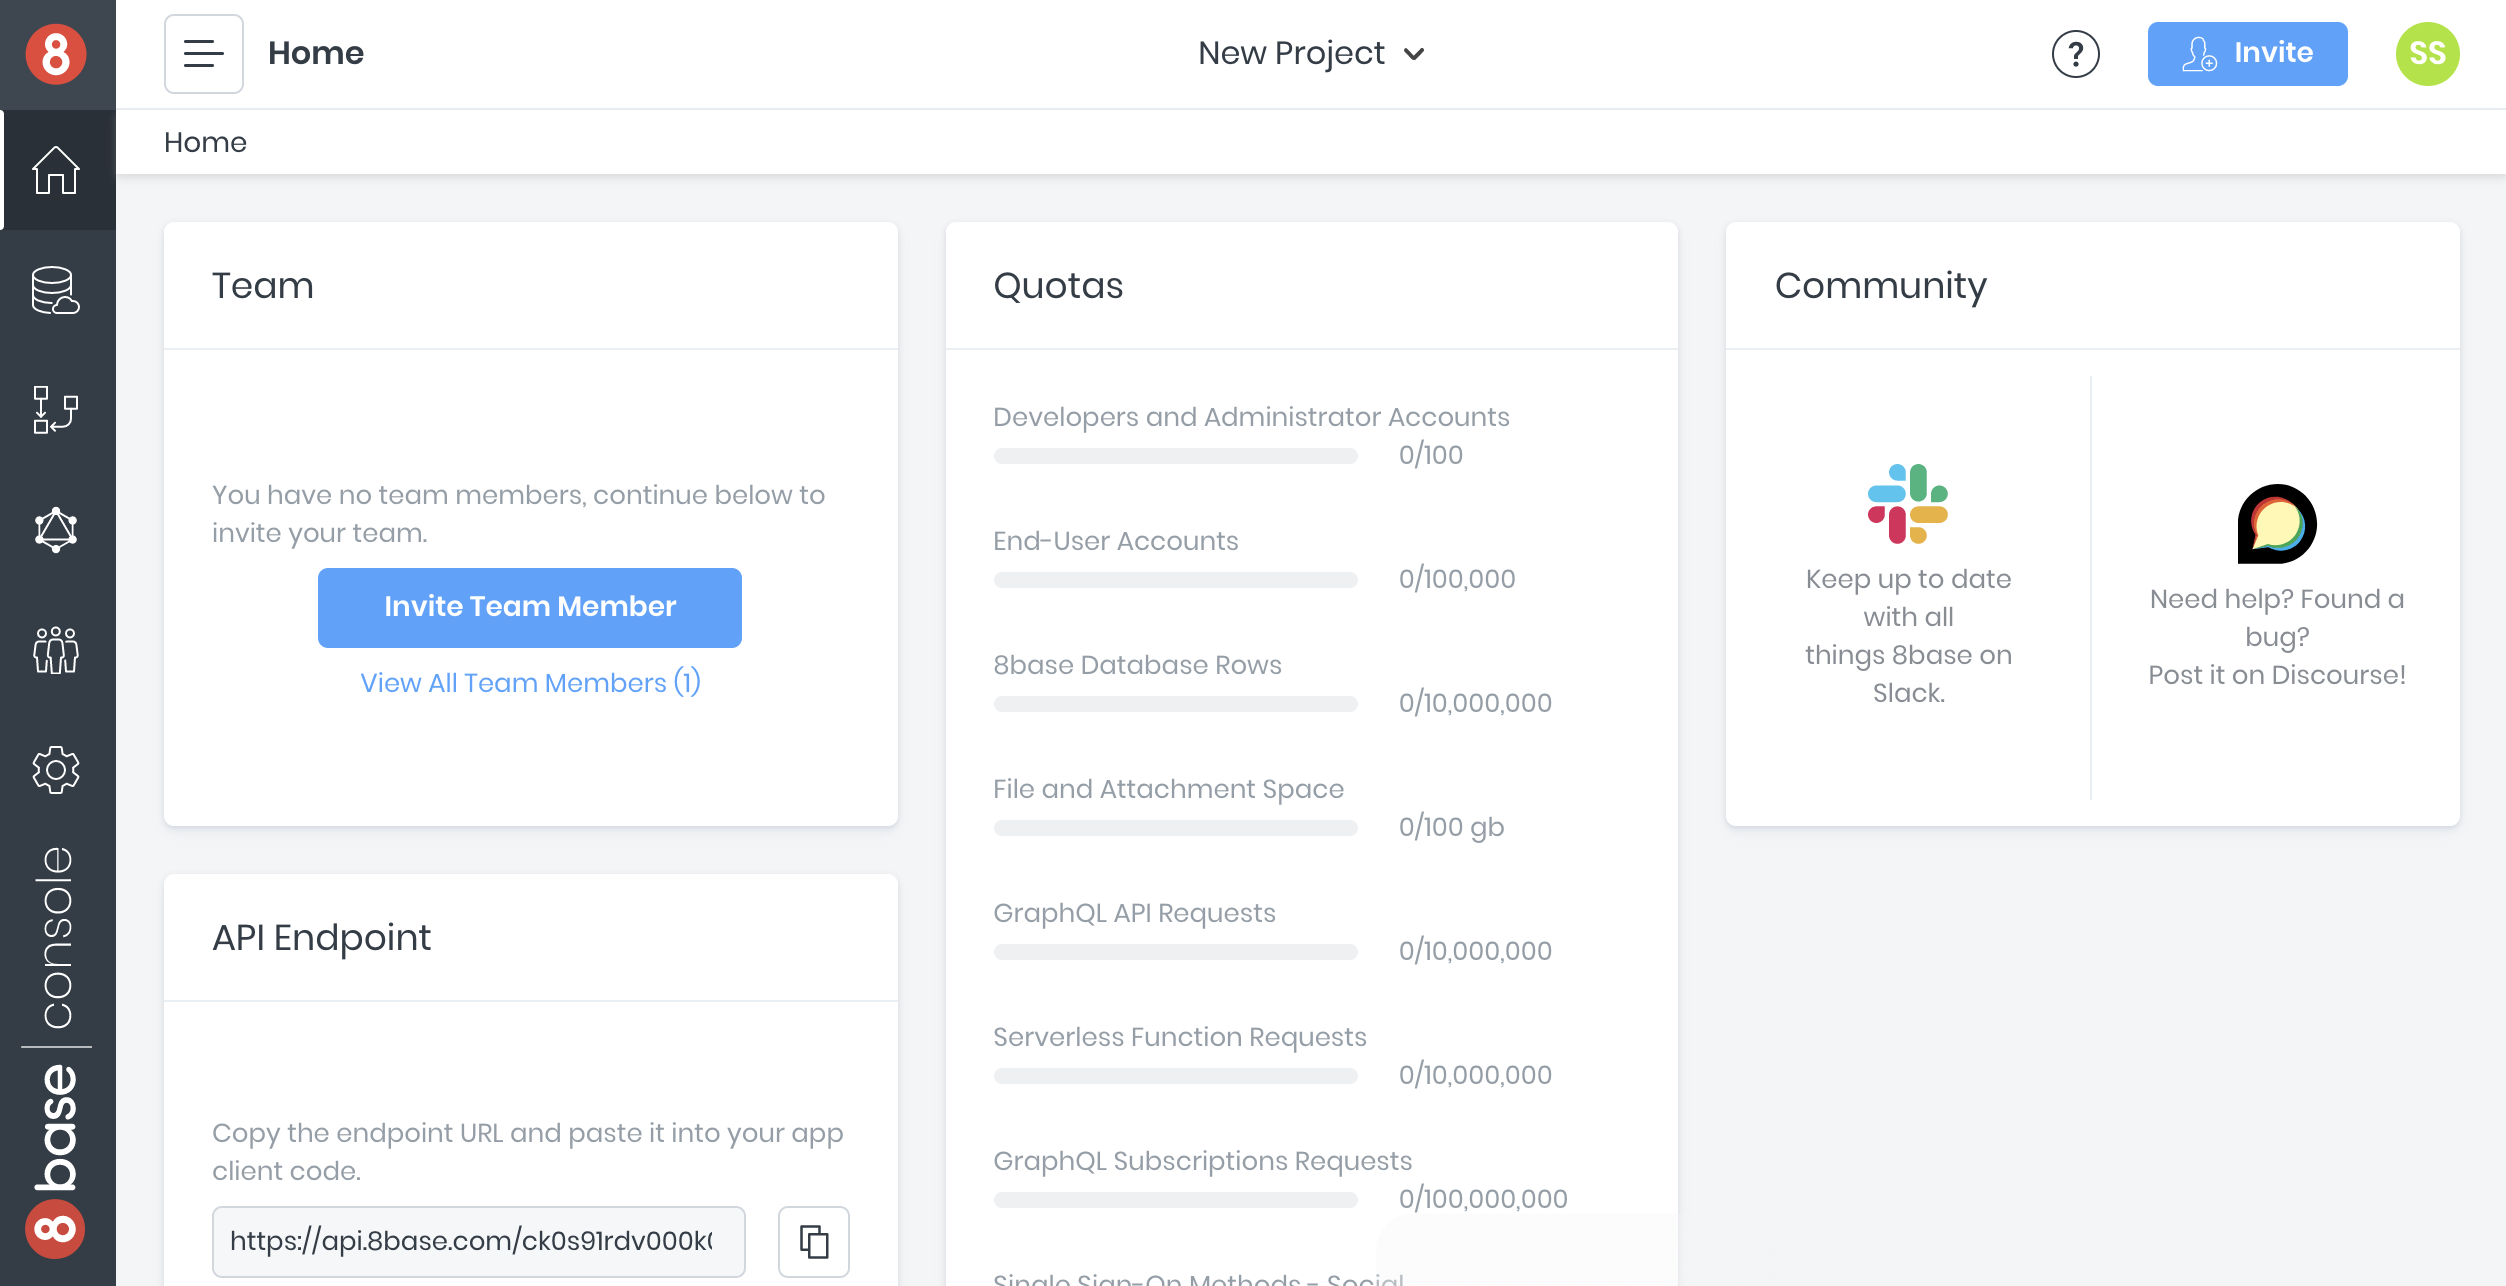 8
Home
New Project
?
Invite
SS
Home
Team
You have no team members, continue below to
invite your team.
Invite Team Member
View All Team Members (1)
API Endpoint
Copy the endpoint URL and paste it into your app
client code.
https://api.8base.com/ck0s91rdv000k
Quotas
Developers and Administrator Accounts
0/100
End-User Accounts
0/100,000
8base Database Rows
0/10,000,000
File and Attachment Space
0/100 gb
GraphQL API Requests
0/10,000,000
Serverless Function Requests
0/10,000,000
GraphQL Subscriptions Requests
0/100,000,000
Single Sign-On Methods - Social
Community
Keep up to date
with all
things 8base on
Slack.
Need help? Found a
bug?
Post it on Discourse!
8base console